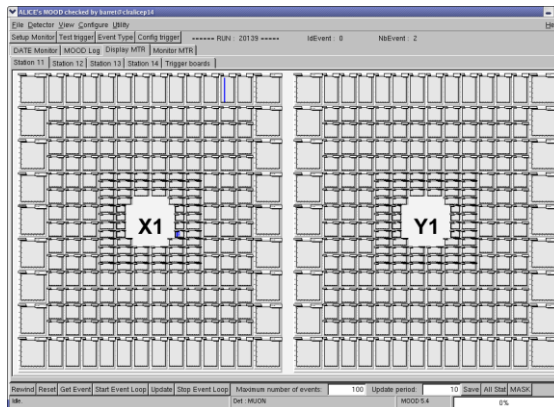 ALICE's MOOD checked by barret@clxalicep14
File Detector View Configure Utility
Setup Monitor Test trigger Event Type Config trigger ------ RUN : 20139 ----- IdEvent : 0 NbEvent : 2
DATE Monitor MOOD Log Display MTR Monitor MTR
Station 11 Station 12 Station 13 Station 14 Trigger boards
X1 Y1
Rewind Reset Get Event Start Event Loop Update Stop Event Loop Maximum number of events: 100 Update period: 10 Save All Stat MASK
Idle. Det : MUON MOOD 5.4 0%